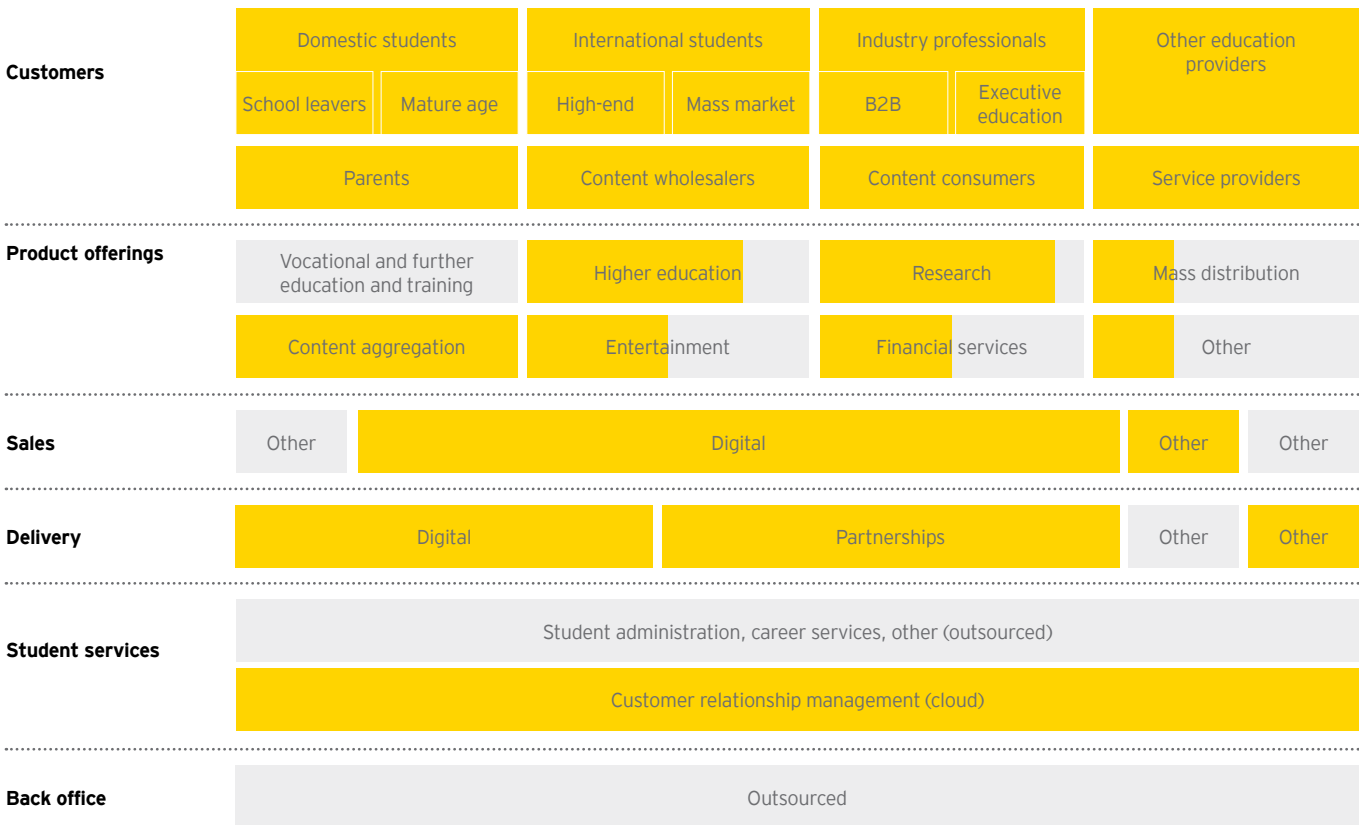 Customers
Domestic students
International students
Industry professionals
Other education
providers
School leavers
Mature age
High-end
Mass market
B2B
Executive
education
Parents
Content wholesalers
Content consumers
Service providers
Product offerings
Vocational and further
education and training
Higher education
Research
Mass distribution
Content aggregation
Entertainment
Financial services
Other
Sales
Other
Digital
Other
Other
Delivery
Digital
Partnerships
Other
Other
Student services
Student administration, career services, other (outsourced)
Customer relationship management (cloud)
Back office
Outsourced